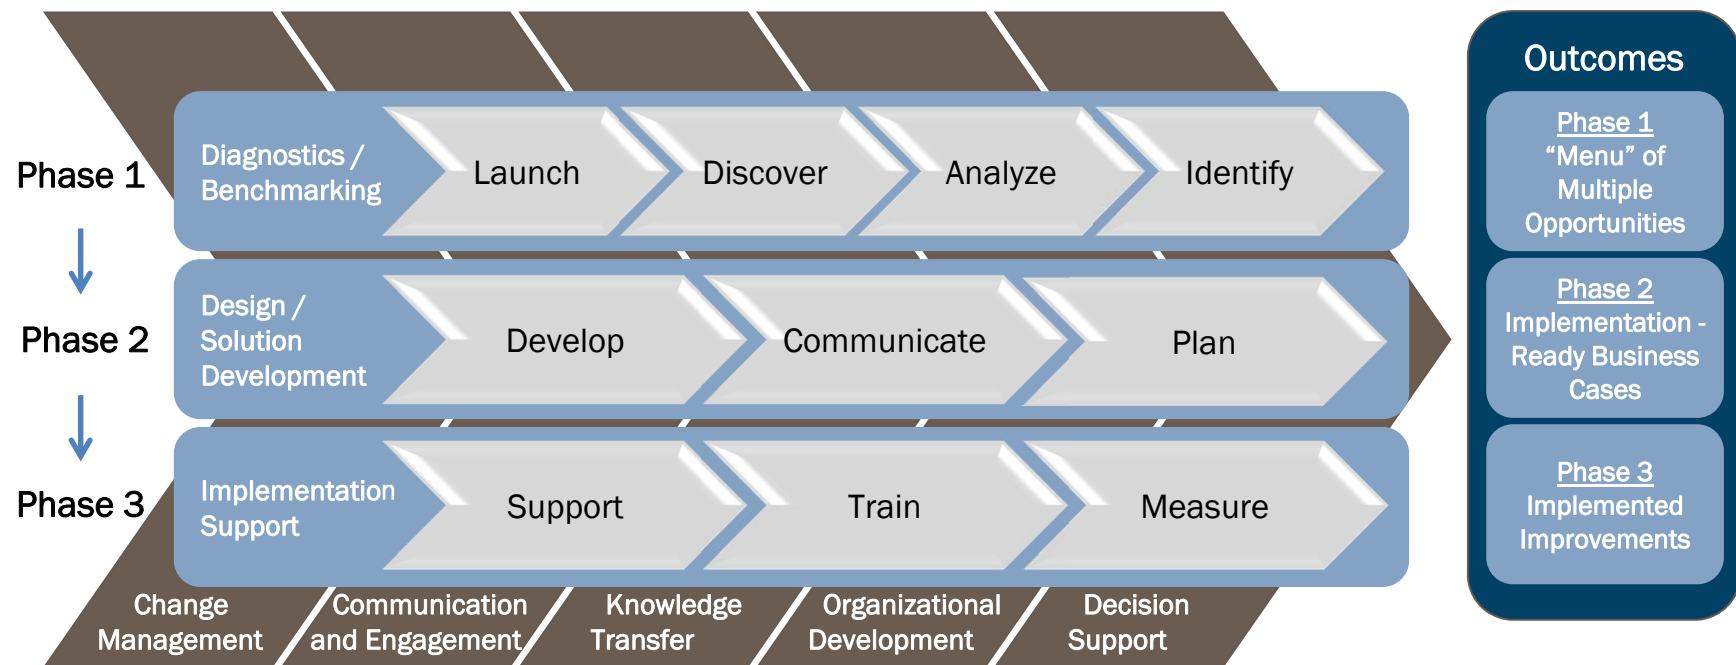 Phase 1
Diagnostics /
Benchmarking
Launch
Discover
Analyze
Identify
Phase 2
Design /
Solution
Development
Develop
Communicate
Plan
Phase 3
Implementation
Support
Support
Train
Measure
Change
Management
Communication
and Engagement
Knowledge
Transfer
Organizational
Development
Decision
Support
Outcomes
Phase 1
“Menu” of
Multiple
Opportunities
Phase 2
Implementation -
Ready Business
Cases
Phase 3
Implemented
Improvements